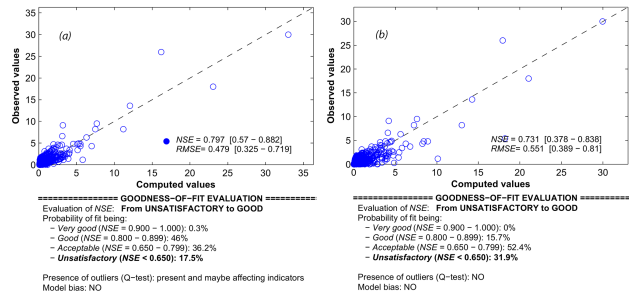 (a)
Observed values
35
30
25
20
15
10
5
0
NSE = 0.797 [0.57 − 0.882]
RMSE= 0.479 [0.325 − 0.719]
0 5 10 15 20 25 30 35
Computed values
=============== GOODNESS−OF−FIT EVALUATION ==========
Evaluation of NSE: From UNSATISFACTORY to GOOD
Probability of fit being:
− Very good (NSE = 0.900 - 1.000): 0.3%
− Good (NSE = 0.800 - 0.899): 46%
− Acceptable (NSE = 0.650 - 0.799): 36.2%
− Unsatisfactory (NSE < 0.650): 17.5%
Presence of outliers (Q−test): present and maybe affecting indicators
Model bias: NO
(b)
Observed values
30
25
20
15
10
5
0
NSE = 0.731 [0.378 − 0.838]
RMSE= 0.551 [0.389 − 0.81]
0 5 10 15 20 25 30
Computed values
=============== GOODNESS−OF−FIT EVALUATION ==========
Evaluation of NSE: From UNSATISFACTORY to GOOD
Probability of fit being:
− Very good (NSE = 0.900 - 1.000): 0%
− Good (NSE = 0.800 - 0.899): 15.7%
− Acceptable (NSE = 0.650 - 0.799): 52.4%
− Unsatisfactory (NSE < 0.650): 31.9%
Presence of outliers (Q−test): NO
Model bias: NO